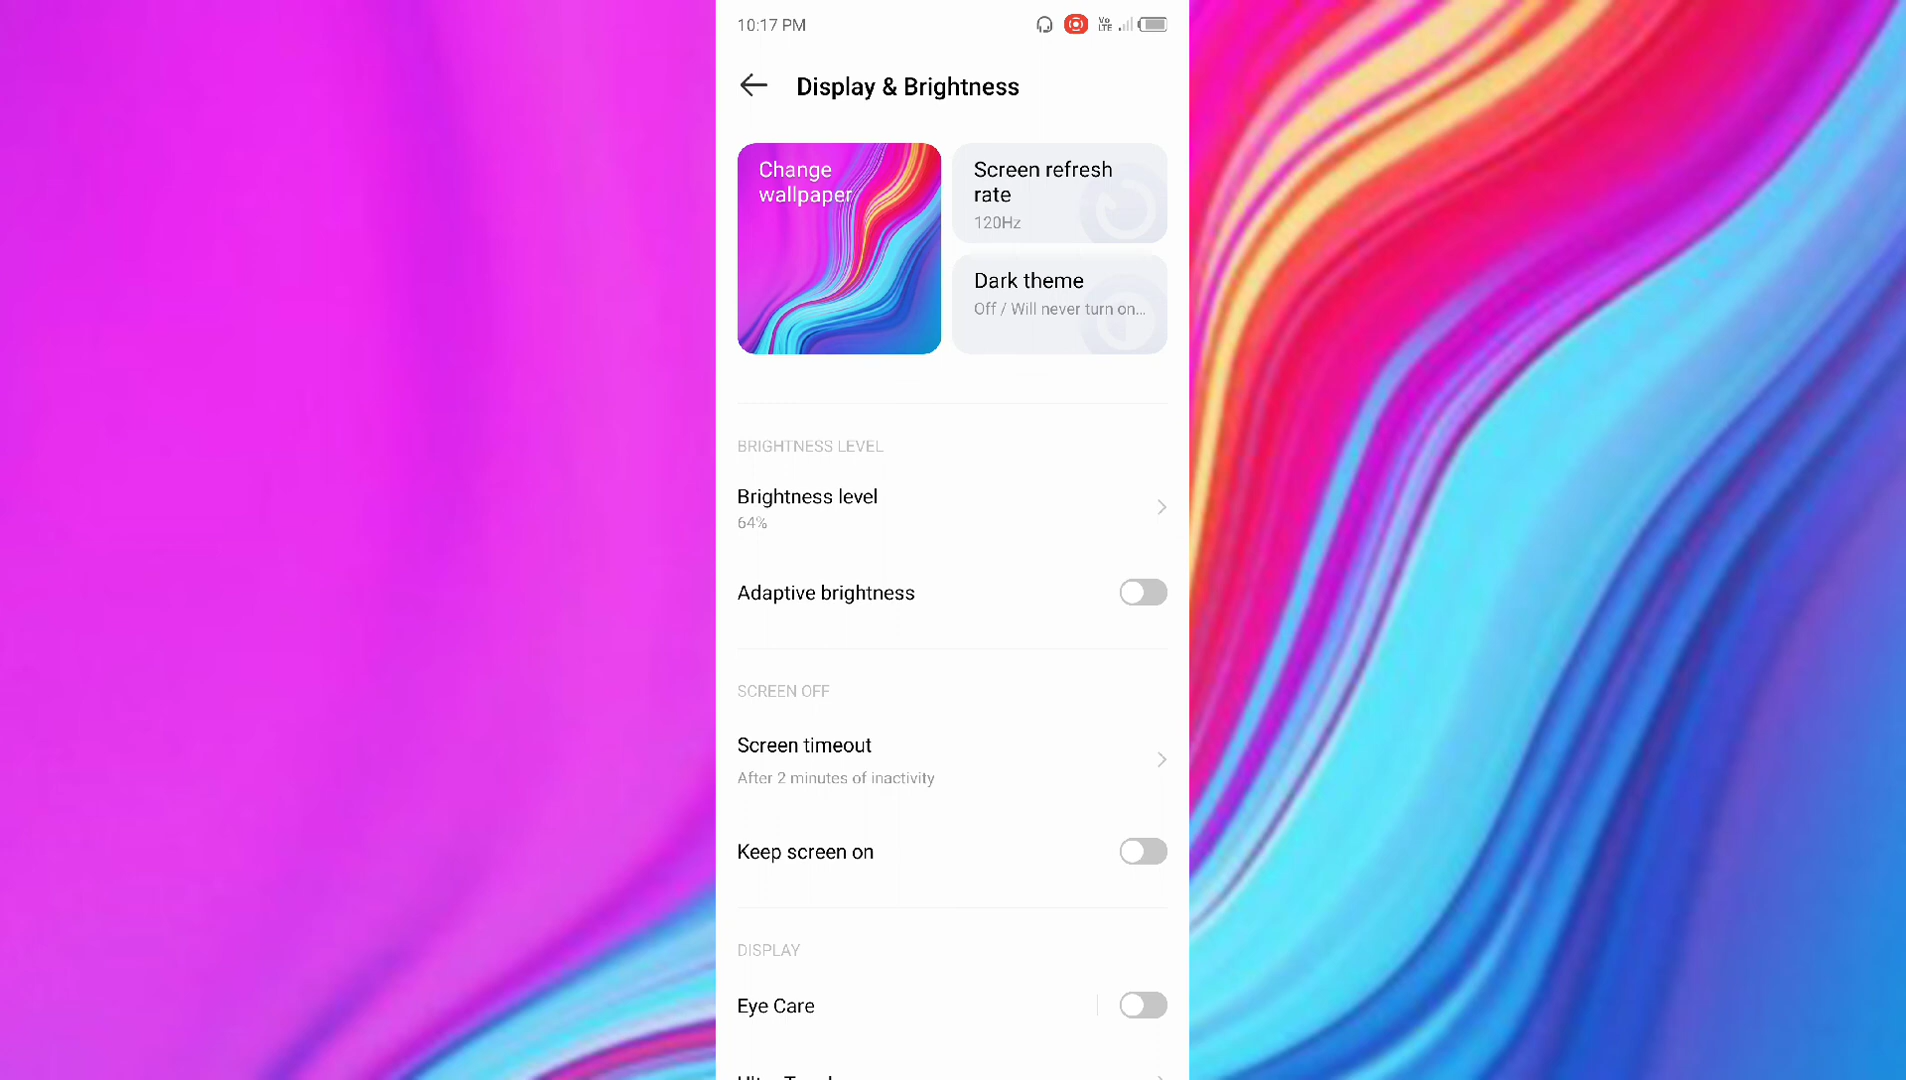 10:17 PM
Vo
LTE
Display & Brightness
Change
wallpaper
Screen refresh
rate
120Hz
Dark theme
Off / Will never turn on...
BRIGHTNESS LEVEL
Brightness level
64%
Adaptive brightness
SCREEN OFF
Screen timeout
After 2 minutes of inactivity
Keep screen on
DISPLAY
Eye Care